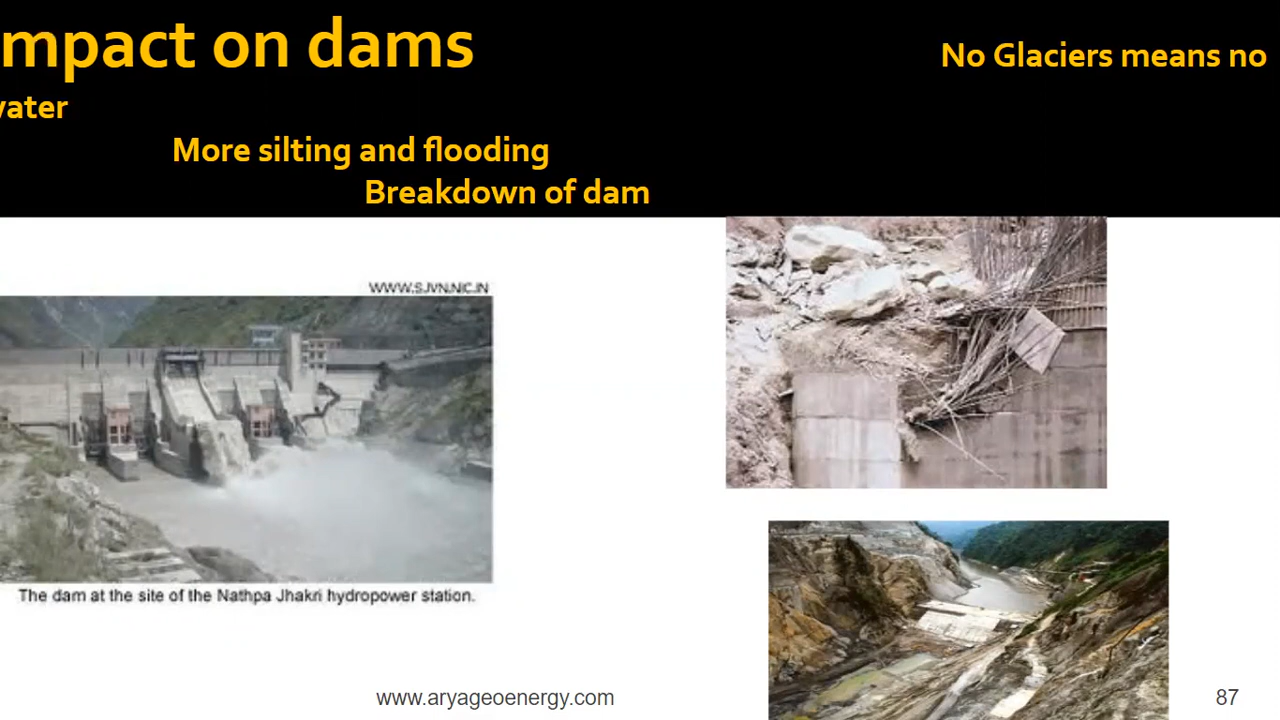 mpact on dams No Glaciers means no
vater
More silting and flooding
Breakdown of dam
WWW.SJVN.NIC.IN
The dam at the site of the Nathpa Jhakri hydropower station.
www.aryageoenergy.com 87